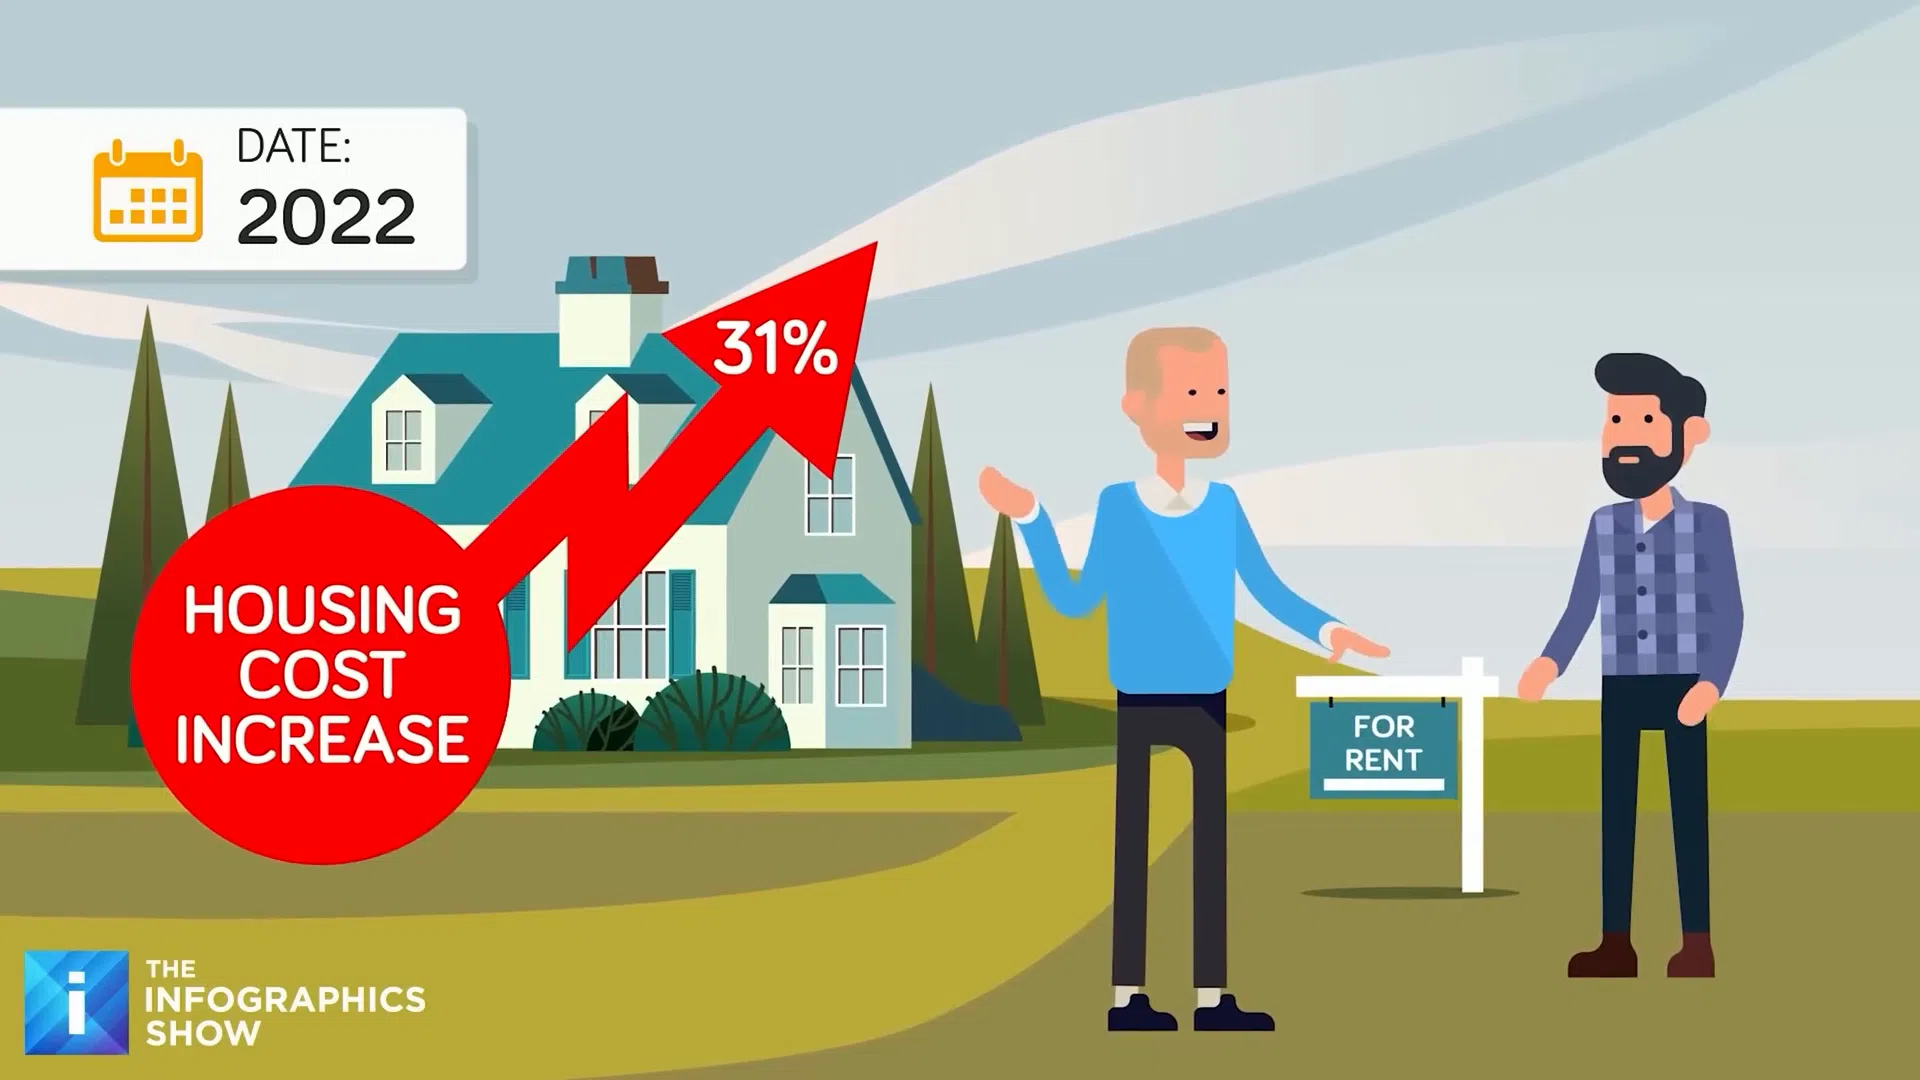 DATE:
2022
31%
HOUSING
COST
INCREASE
FOR
RENT
THE
INFOGRAPHICS
SHOW